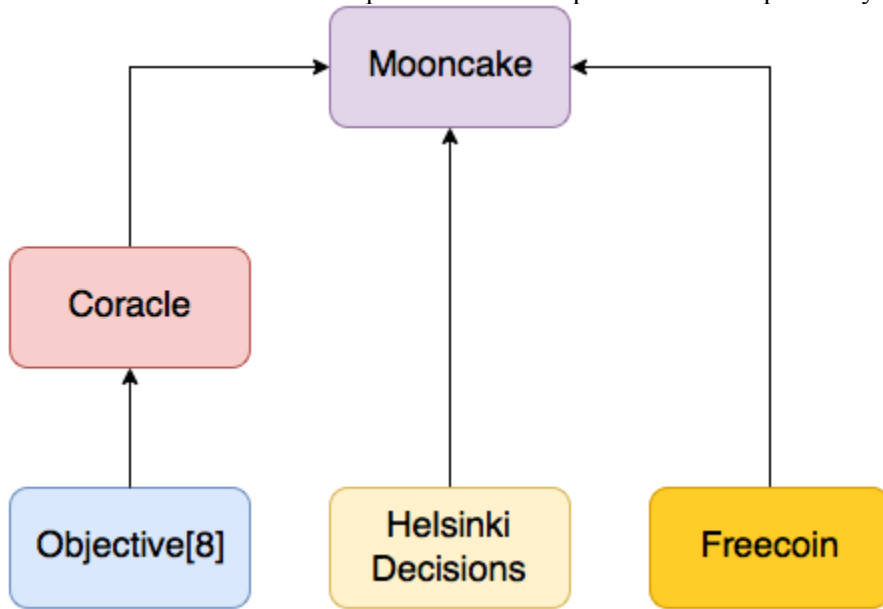 Mooncake
Coracle
Objective[8]
Helsinki
Decisions
Freecoin